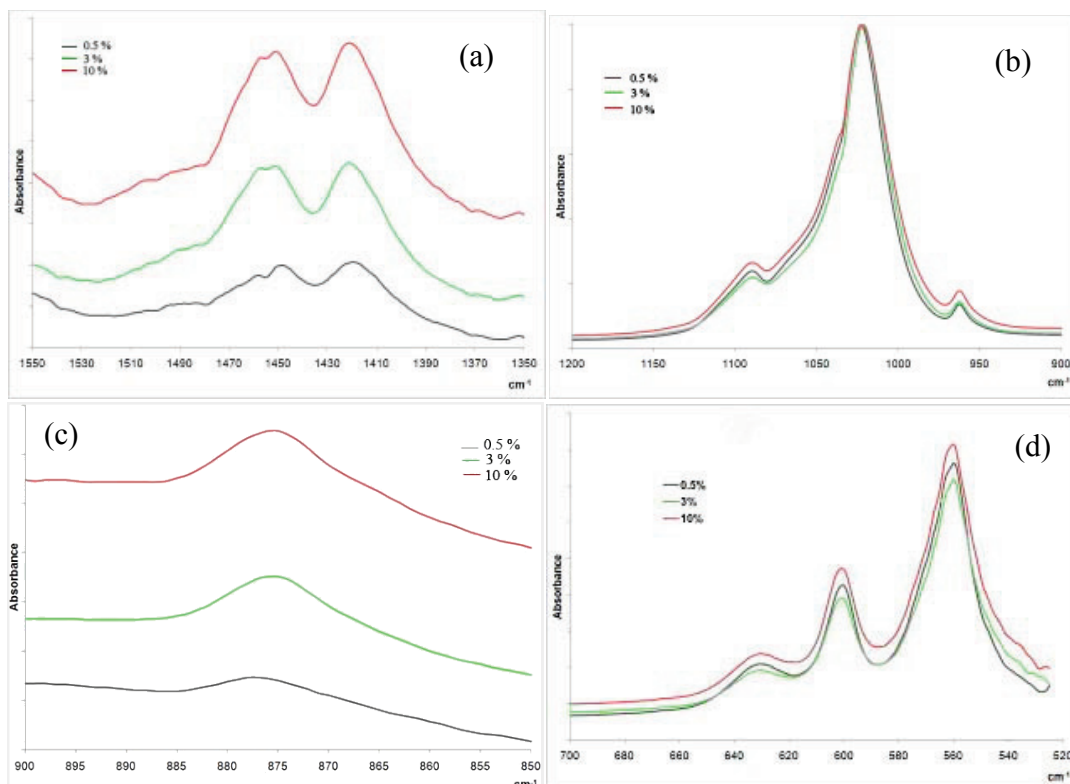 (a)
0.5 %
3 %
10 %
Absorbance
1550 1530 1510 1490 1470 1450 1430 1410 1390 1370 1350
cm-1
(b)
0.5 %
3 %
10 %
Absorbance
1200 1150 1100 1050 1000 950 900
cm-1
(c)
0.5 %
3 %
10 %
Absorbance
900 895 890 885 880 875 870 865 860 855 850
cm-1
(d)
0.5%
3%
10%
Absorbance
700 680 660 640 620 600 580 560 540 520
cm-1